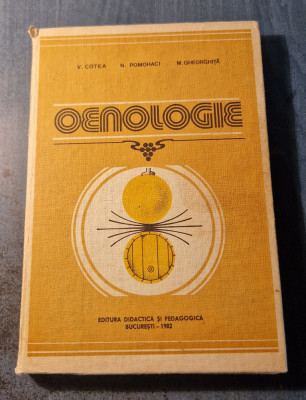 V. COTEA N. POMOHACI M. GHEORGHIȚĂ
OENOLOGIE
EDITURA DIDACTICĂ ȘI PEDAGOGICĂ
BUCUREȘTI - 1982